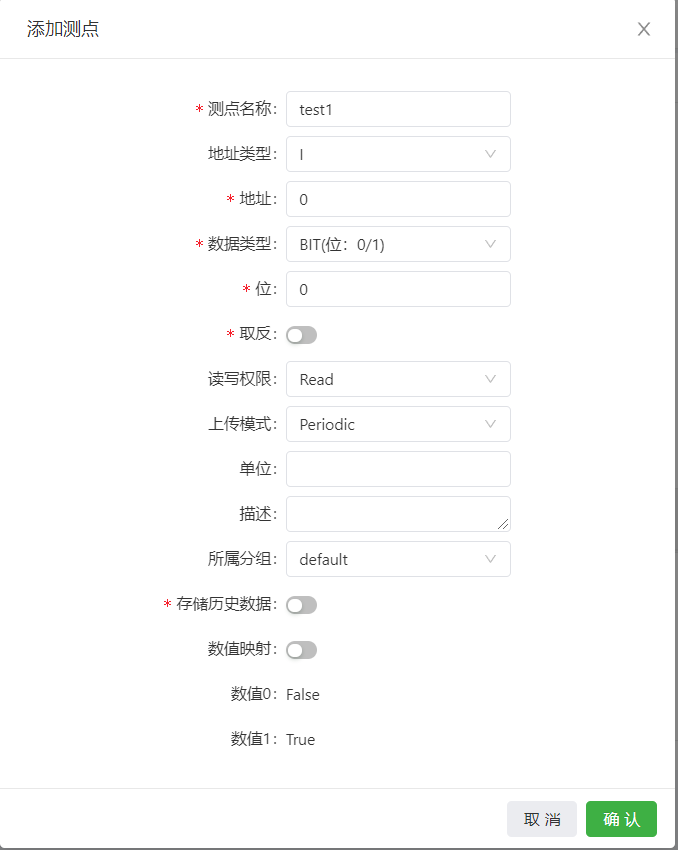 添加测点
* 测点名称： test1
地址类型： I
* 地址： 0
* 数据类型： BIT(位：0/1)
* 位： 0
* 取反：
读写权限： Read
上传模式： Periodic
单位：
描述：
所属分组： default
* 存储历史数据：
数值映射：
数值0： False
数值1： True
取 消 确 认